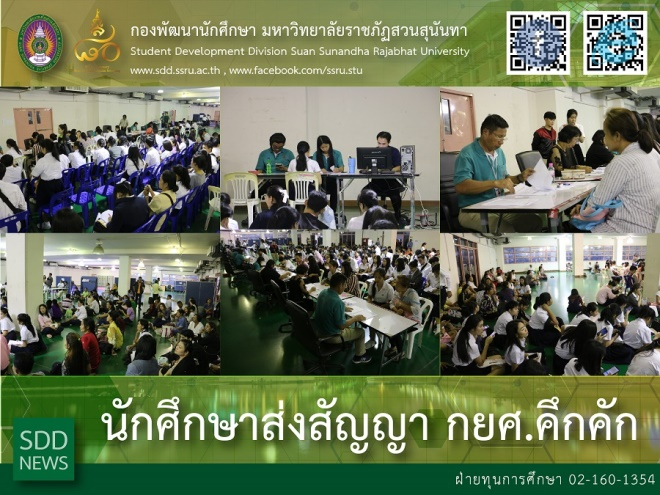 กองพัฒนานักศึกษา มหาวิทยาลัยราชภัฏสวนสุนันทา
Student Development Division Suan Sunandha Rajabhat University
www.sdd.ssru.ac.th , www.facebook.com/ssru.stu
SDD
NEWS
นักศึกษาส่งสัญญา กยศ.คึกคัก
ฝ่ายทุนการศึกษา 02-160-1354